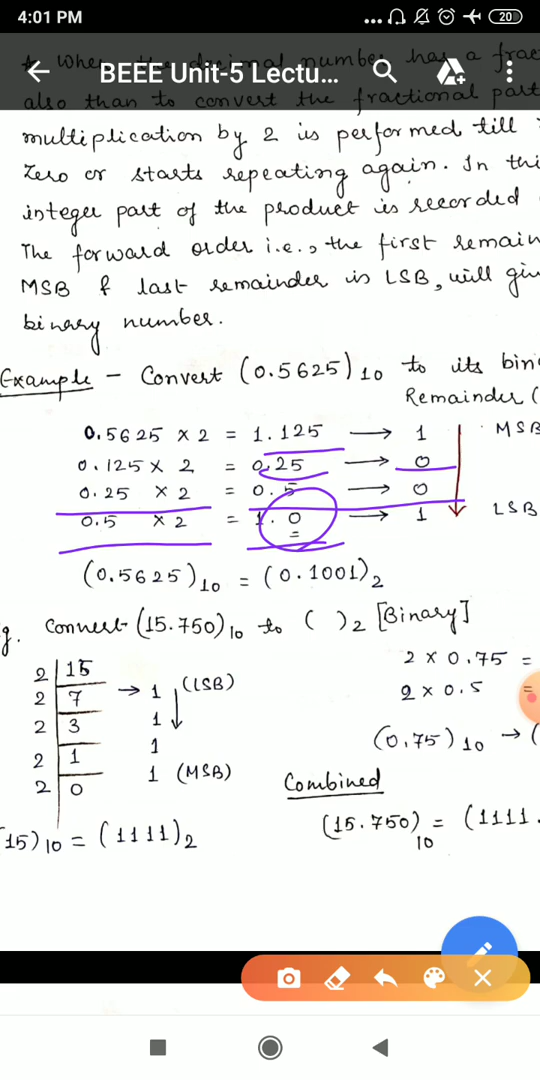 4:01 PM
... 20
BEEE Unit-5 Lectu...
also than to convert the fractional part
multiplication by 2 is performed till
Zero or starts repeating again. In thi
integer part of the product is recorded
The forward order i.e., the first remain
MSB & last remainder is LSB, will giv
binary number.
Example - Convert (0.5625)10 to its bin
Remainder (
0.5625 x 2 = 1.125 → 1 MSB
0.125 x 2 = 0.25 → 0
0.25 x 2 = 0.5 → 0
0.5 x 2 = 1.0 → 1 LSB
(0.5625)10 = (0.1001)2
g. Convert (15.750)10 to ( )2 [Binary]
2 | 15
2 | 7 → 1 (LSB)
2 | 3 1
2 | 1 1
2 | 0 1 (MSB)
15)10 = (1111)2
2 x 0.75 =
2 x 0.5 =
(0.75)10 → (
Combined
(15.750)10 = (1111.